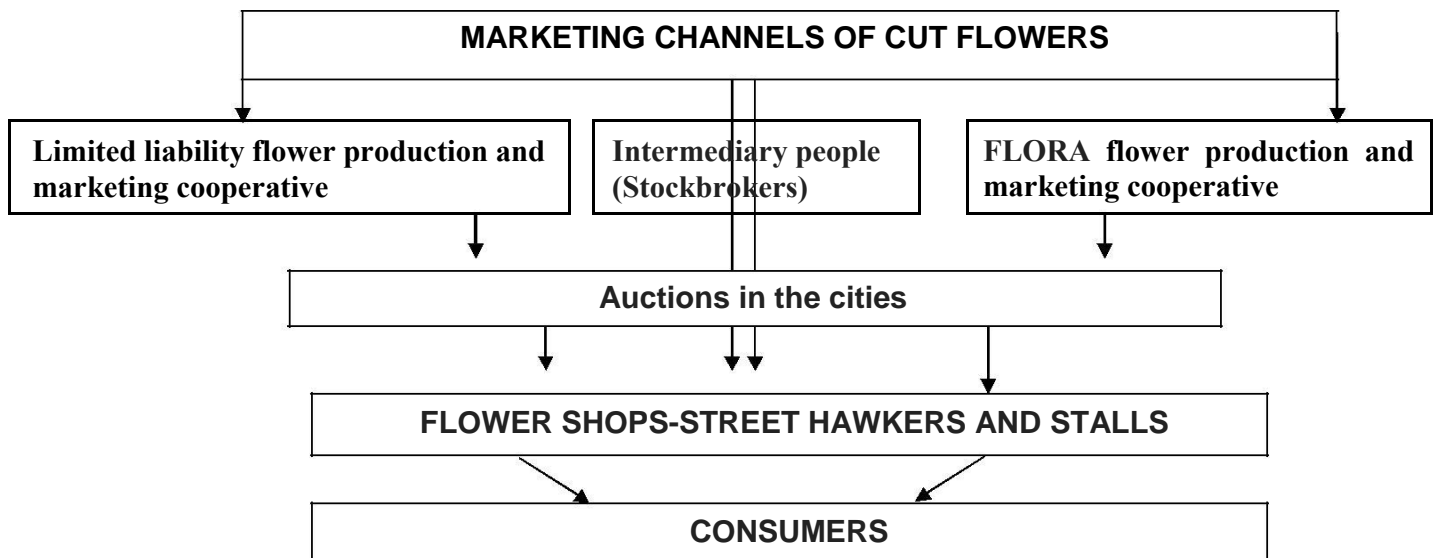 MARKETING CHANNELS OF CUT FLOWERS
Limited liability flower production and
marketing cooperative
Intermediary people
(Stockbrokers)
FLORA flower production and
marketing cooperative
Auctions in the cities
FLOWER SHOPS-STREET HAWKERS AND STALLS
CONSUMERS